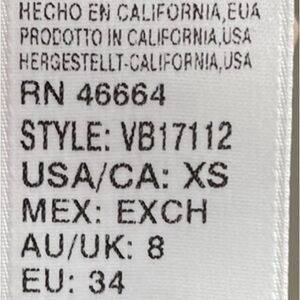 HECHO EN CALIFORNIA,EUA
PRODOTTO IN CALIFORNIA,USA
HERGESTELLT-CALIFORNIA,USA
RN 46664
STYLE: VB17112
USA/CA: XS
MEX: EXCH
AU/UK: 8
EU: 34